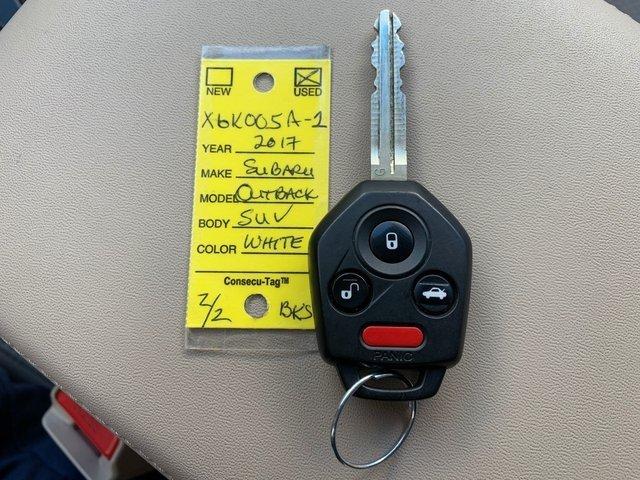 NEW USED
X6K005A-1
YEAR 2017
MAKE SUBARU
MODEL OUTBACK
BODY SUV
COLOR WHITE
Consecu-Tag™
2/2 BKS
G
PANIC